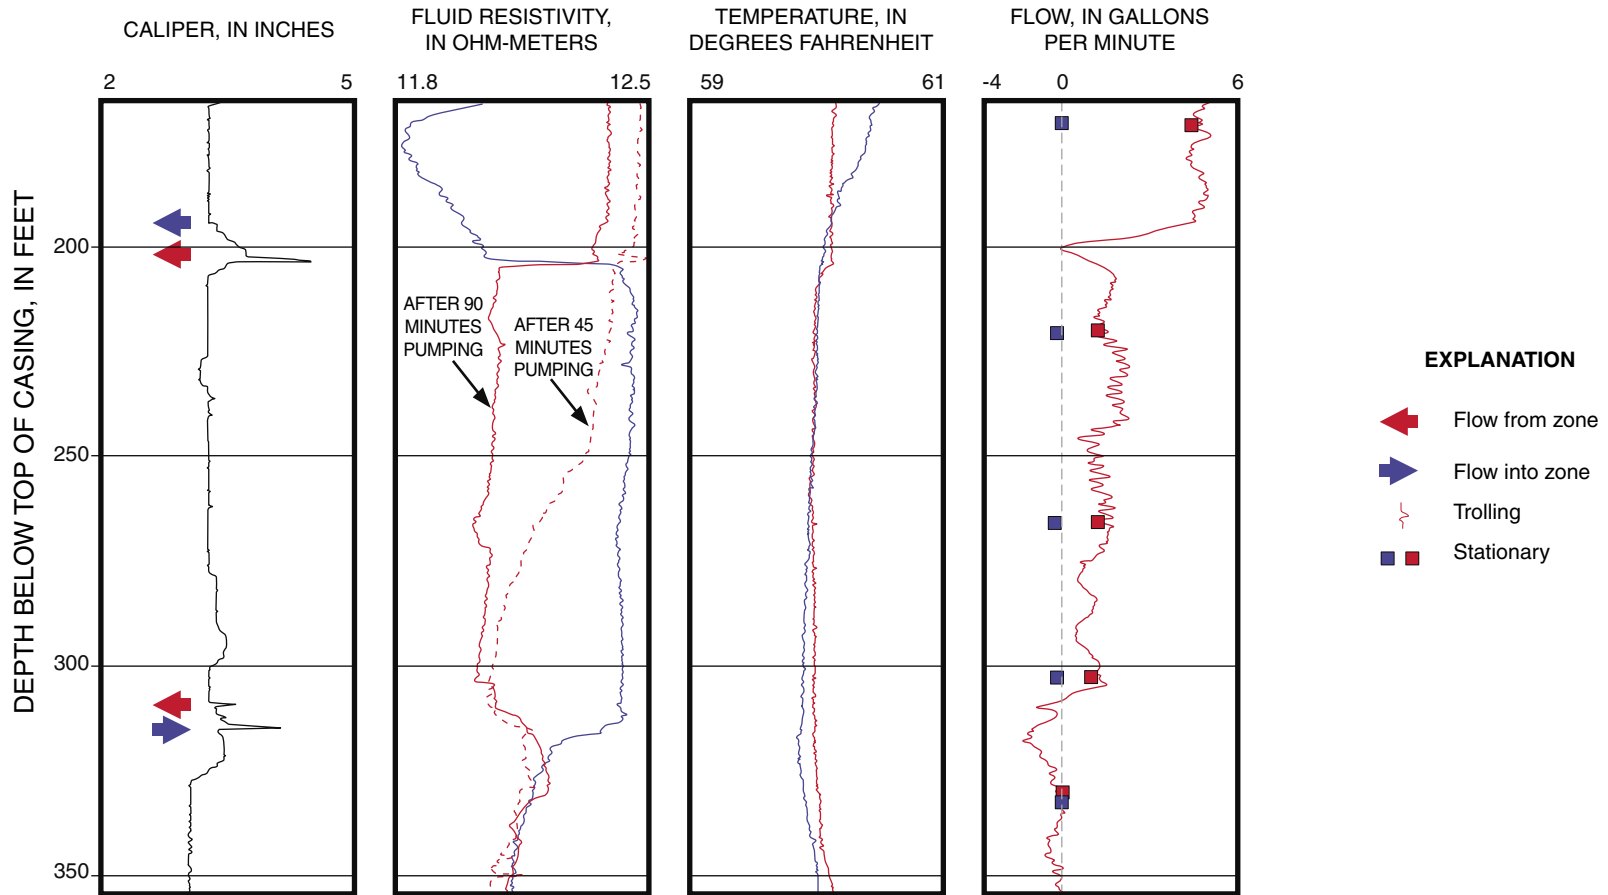 CALIPER, IN INCHES
2 5
FLUID RESISTIVITY,
IN OHM-METERS
11.8 12.5
TEMPERATURE, IN
DEGREES FAHRENHEIT
59 61
FLOW, IN GALLONS
PER MINUTE
-4 0 6
DEPTH BELOW TOP OF CASING, IN FEET
200
250
300
350
AFTER 90
MINUTES
PUMPING
AFTER 45
MINUTES
PUMPING
EXPLANATION
Flow from zone
Flow into zone
Trolling
Stationary